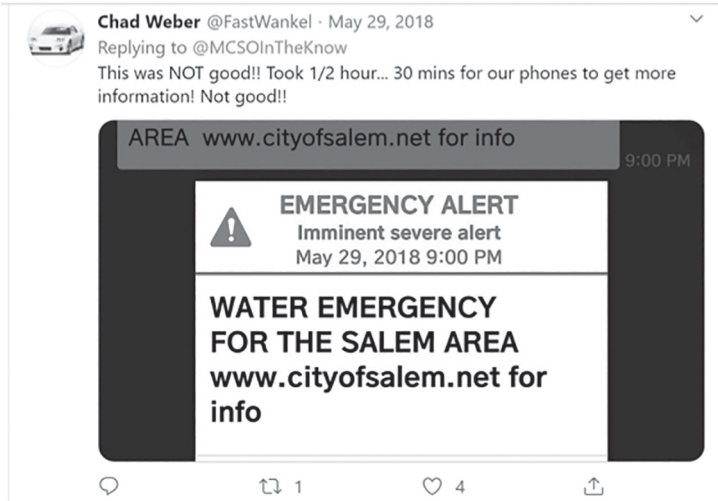 Chad Weber @FastWankel · May 29, 2018
Replying to @MCSOInTheKnow
This was NOT good!! Took 1/2 hour... 30 mins for our phones to get more
information! Not good!!
AREA www.cityofsalem.net for info
9:00 PM
EMERGENCY ALERT
Imminent severe alert
May 29, 2018 9:00 PM
WATER EMERGENCY
FOR THE SALEM AREA
www.cityofsalem.net for
info
1
4